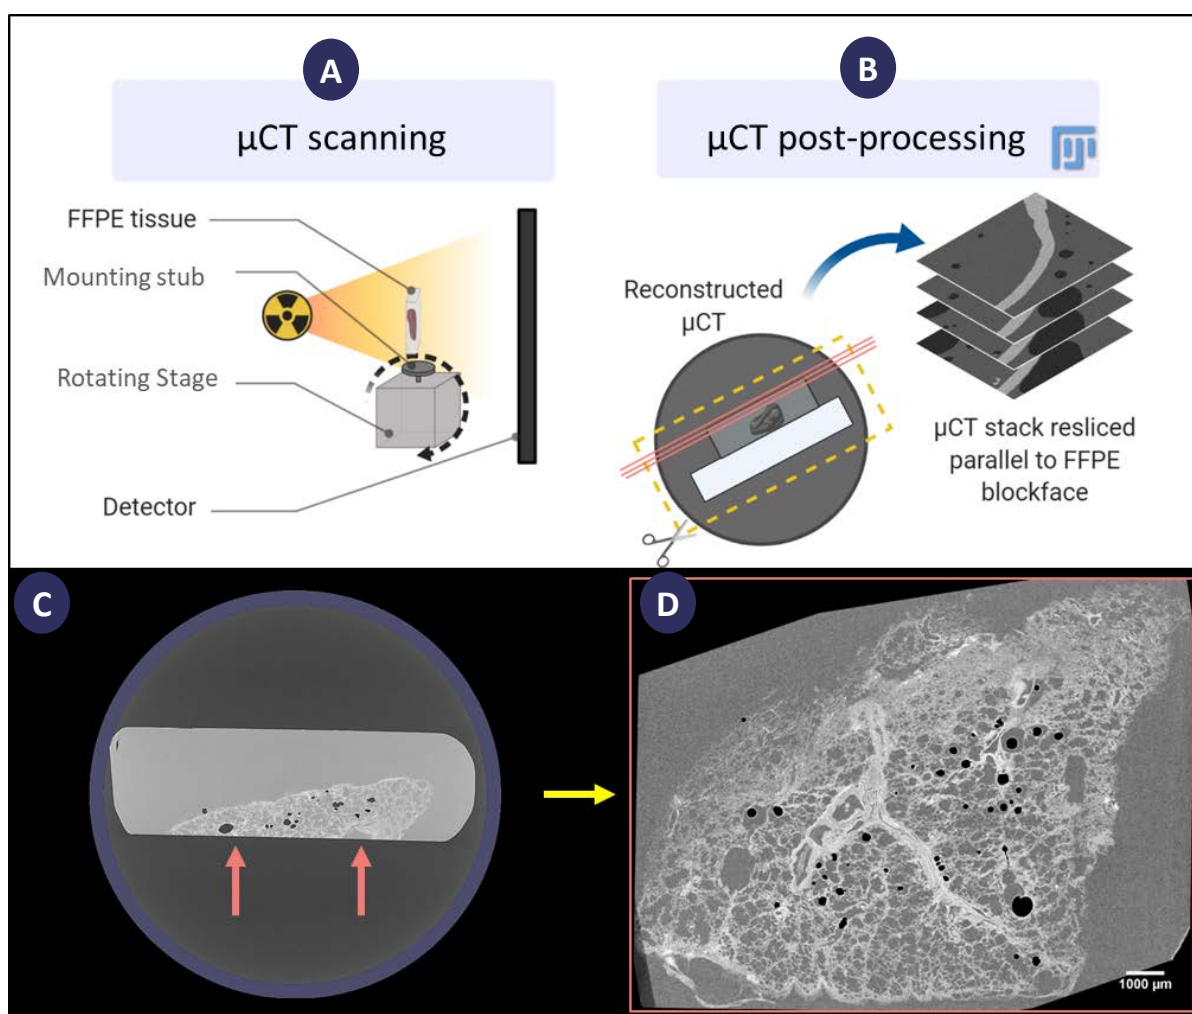 A
µCT scanning
FFPE tissue
Mounting stub
Rotating Stage
Detector
B
µCT post-processing
Reconstructed
µCT
µCT stack resliced
parallel to FFPE
blockface
C
D
1000 µm